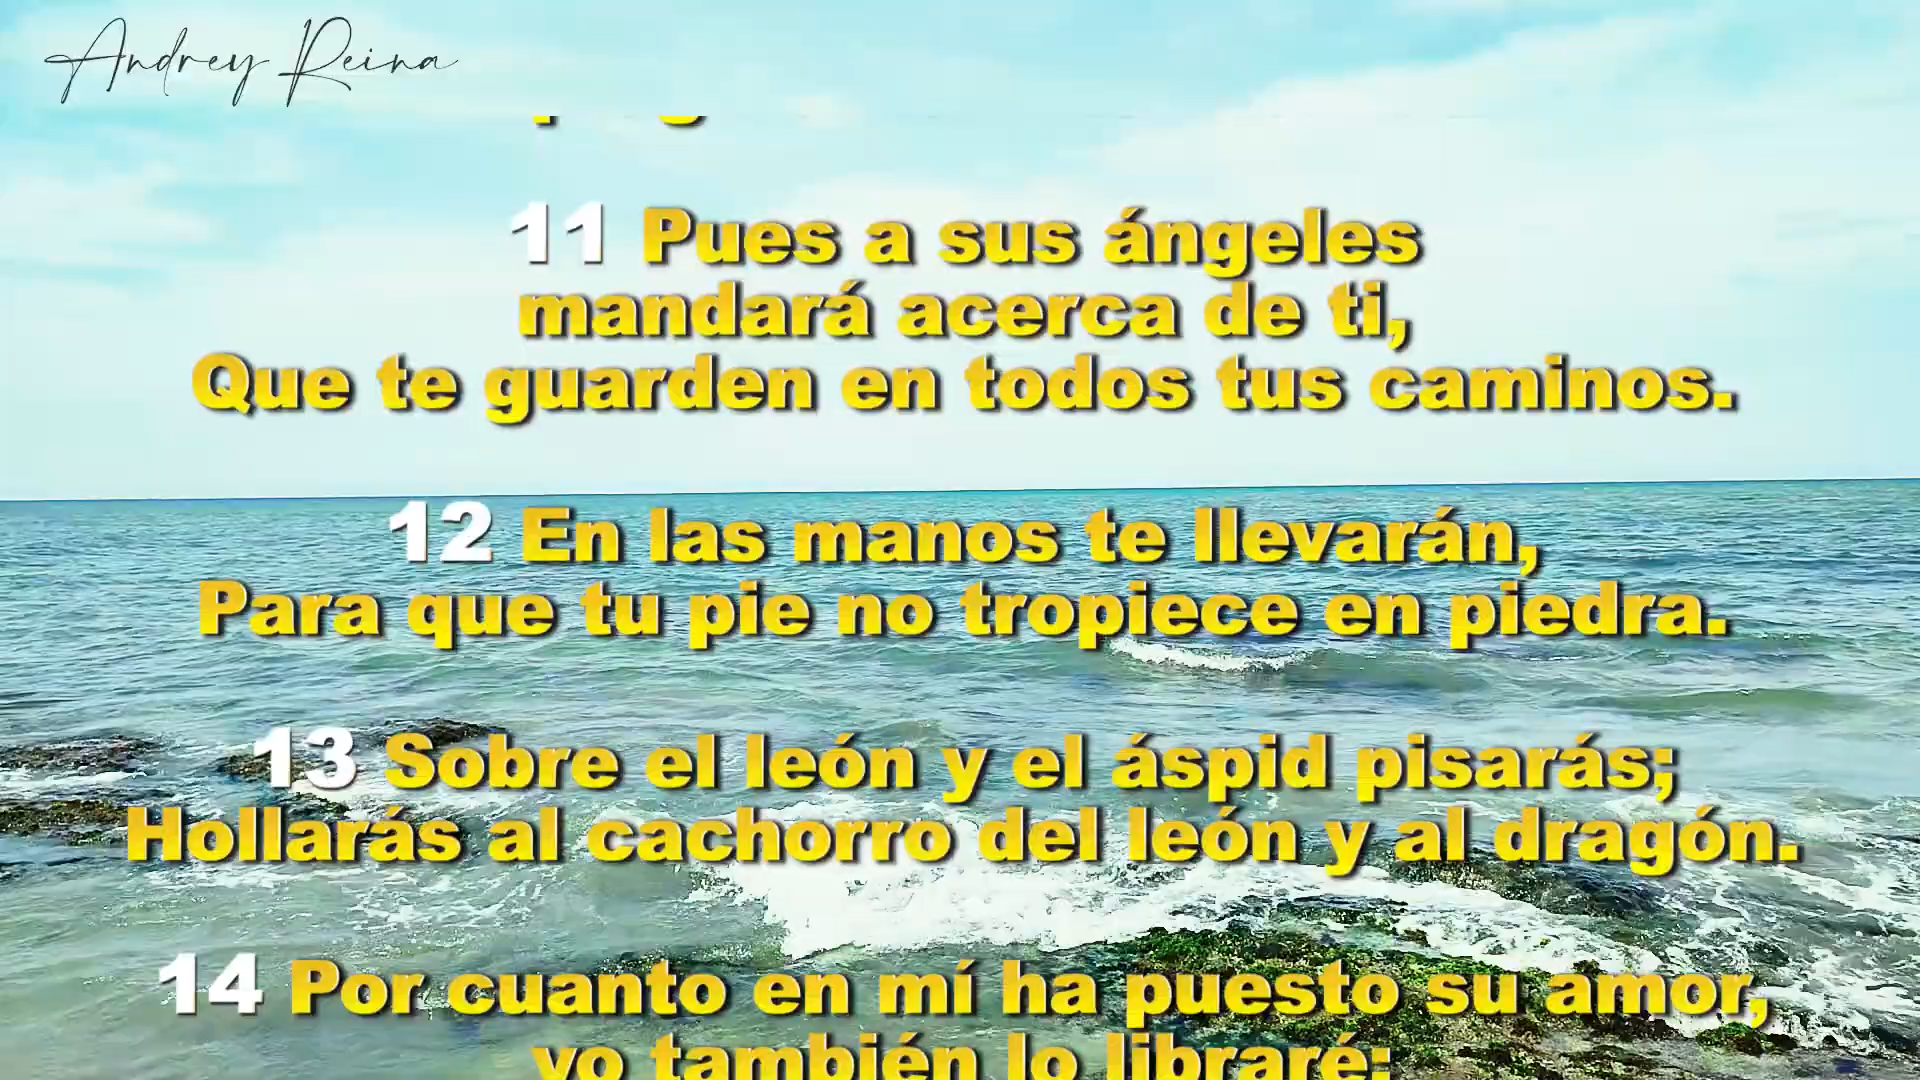 Andrey Reina
11 Pues a sus ángeles
mandará acerca de ti,
Que te guarden en todos tus caminos.
12 En las manos te llevarán,
Para que tu pie no tropiece en piedra.
13 Sobre el león y el áspid pisarás;
Hollarás al cachorro del león y al dragón.
14 Por cuanto en mí ha puesto su amor,
yo también lo libraré;